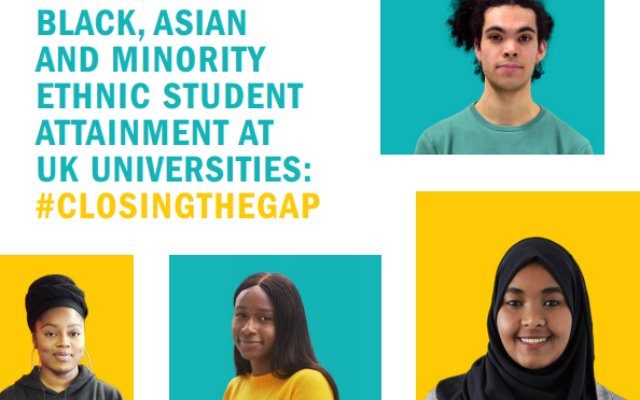 BLACK, ASIAN
AND MINORITY
ETHNIC STUDENT
ATTAINMENT AT
UK UNIVERSITIES:
#CLOSINGTHEGAP